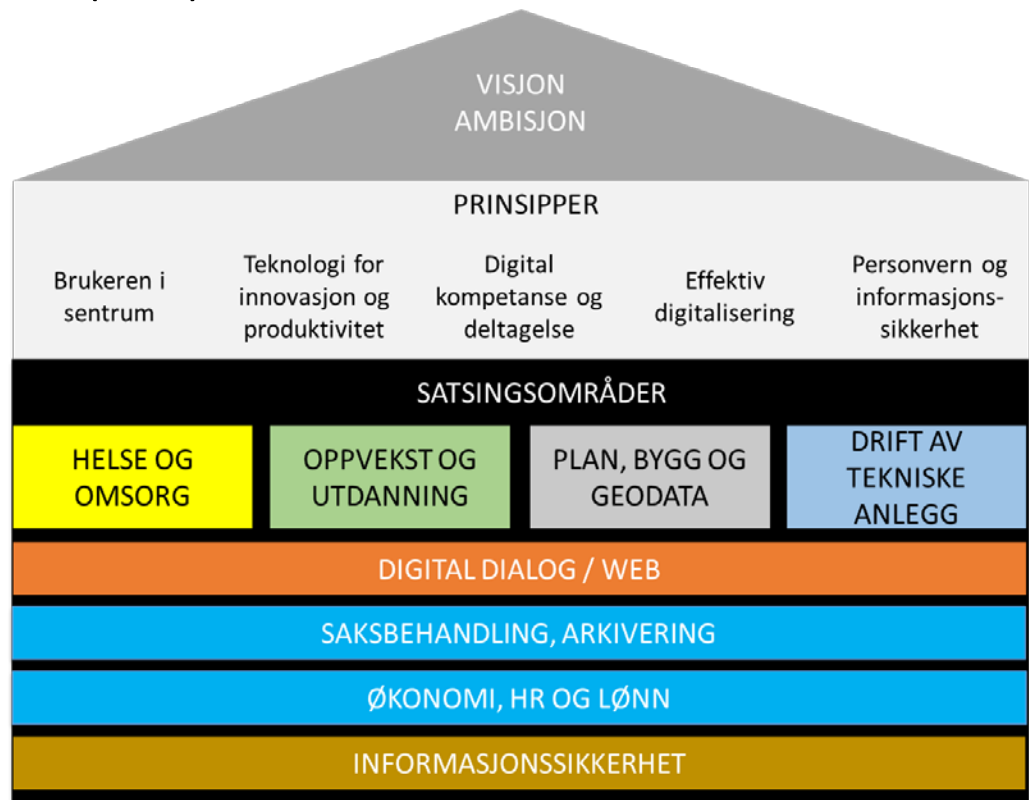 VISJON
AMBISJON
PRINSIPPER
Brukeren i
sentrum
Teknologi for
innovasjon og
produktivitet
Digital
kompetanse og
deltagelse
Effektiv
digitalisering
Personvern og
informasjons-
sikkerhet
SATSINGSOMRÅDER
HELSE OG
OMSORG
OPPVEKST OG
UTDANNING
PLAN, BYGG OG
GEODATA
DRIFT AV
TEKNISKE
ANLEGG
DIGITAL DIALOG / WEB
SAKSBEHANDLING, ARKIVERING
ØKONOMI, HR OG LØNN
INFORMASJONSSIKKERHET